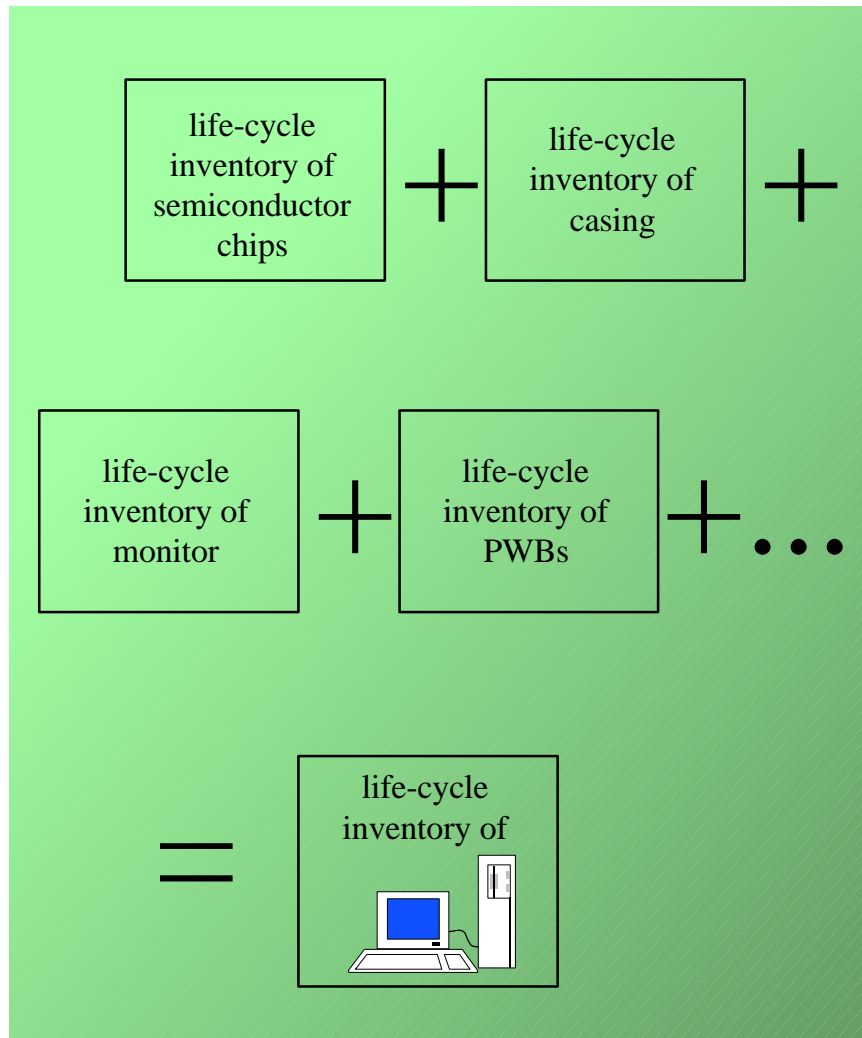 life-cycle
inventory of
semiconductor
chips
+
life-cycle
inventory of
casing
+
life-cycle
inventory of
monitor
+
life-cycle
inventory of
PWBs
+ ...
=
life-cycle
inventory of